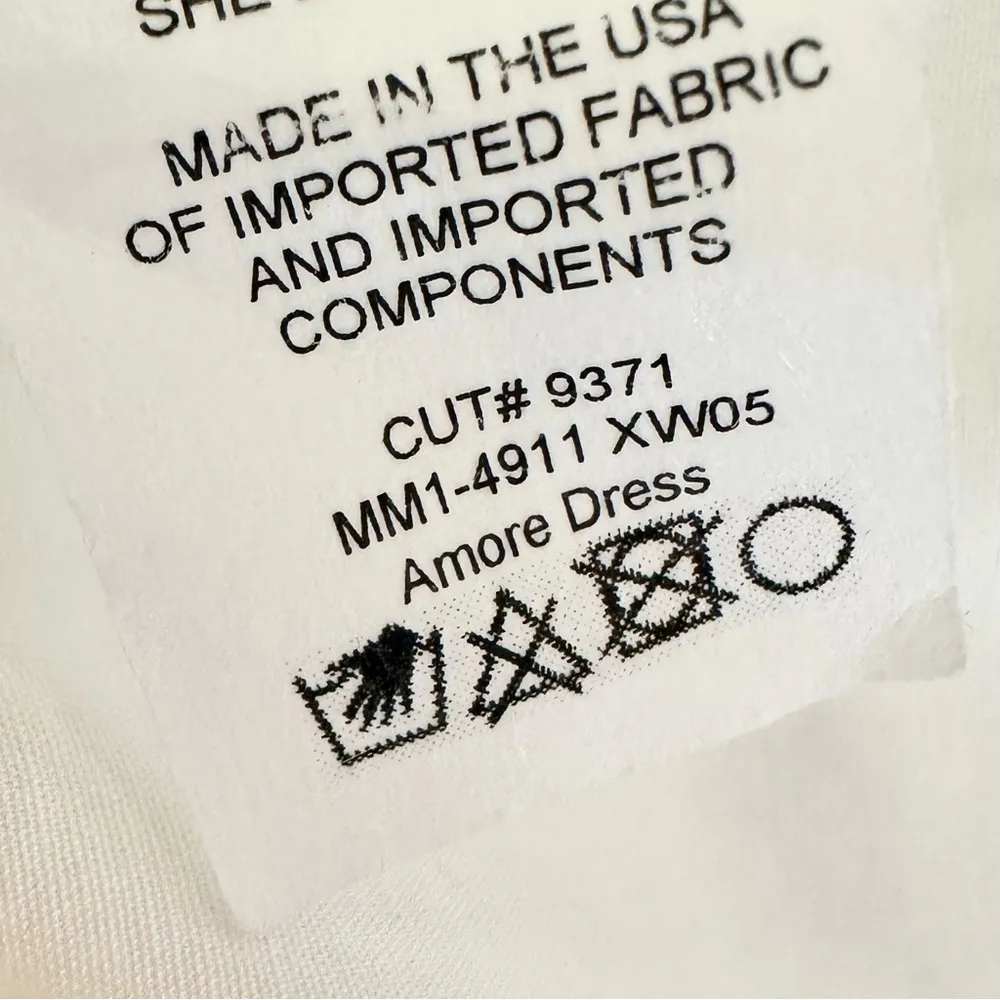 MADE IN THE USA
OF IMPORTED FABRIC
AND IMPORTED
COMPONENTS
CUT# 9371
MM1-4911 XW05
Amore Dress